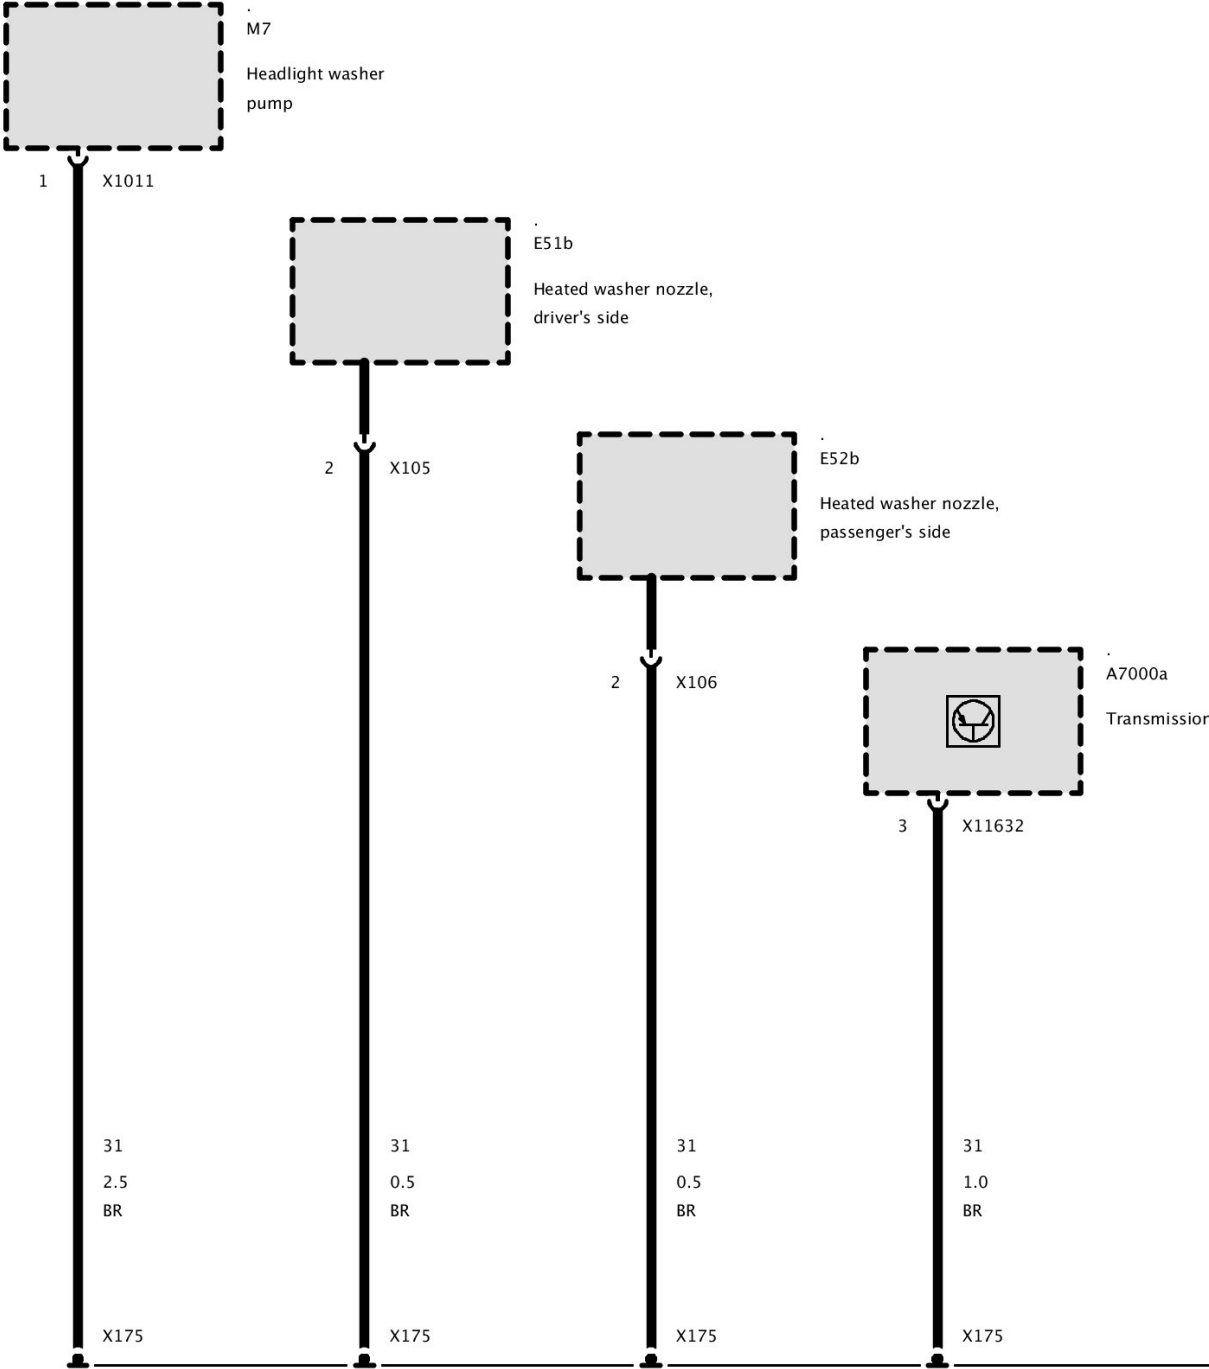 .
M7
Headlight washer
pump
1 X1011
.
E51b
Heated washer nozzle,
driver's side
2 X105
.
E52b
Heated washer nozzle,
passenger's side
2 X106
.
A7000a
Transmission
3 X11632
31 31 31 31
2.5 0.5 0.5 1.0
BR BR BR BR
X175 X175 X175 X175